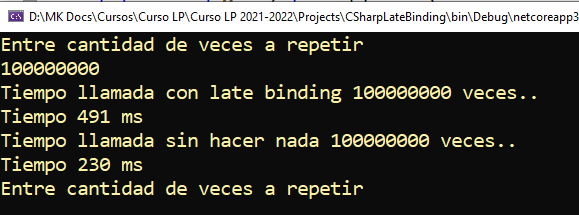 D:\MK Docs\Cursos\Curso LP\Curso LP 2021-2022\Projects\CSharpLateBinding\bin\Debug\netcoreapp3
Entre cantidad de veces a repetir
100000000
Tiempo llamada con late binding 100000000 veces..
Tiempo 491 ms
Tiempo llamada sin hacer nada 100000000 veces..
Tiempo 230 ms
Entre cantidad de veces a repetir